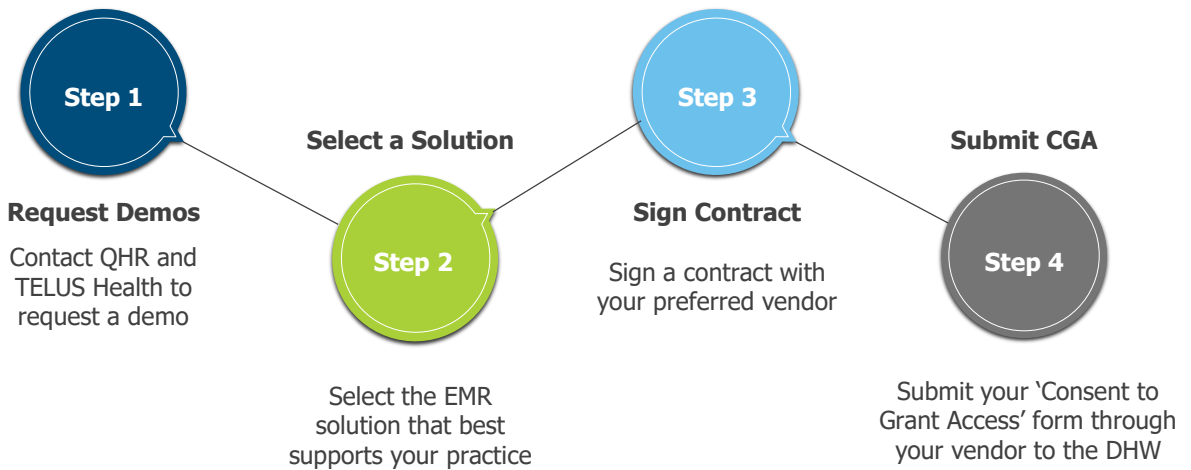 Step 1
Request Demos
Contact QHR and
TELUS Health to
request a demo
Select a Solution
Step 2
Select the EMR
solution that best
supports your practice
Step 3
Sign Contract
Sign a contract with
your preferred vendor
Submit CGA
Step 4
Submit your ‘Consent to
Grant Access’ form through
your vendor to the DHW